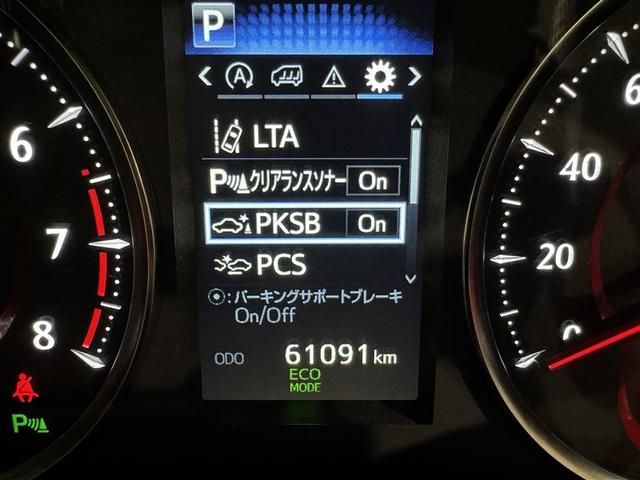 P
A
LTA
P クリアランスソナー On
PKSB On
PCS
:パーキングサポートブレーキ
On/Off
ODO 61091 km
ECO
MODE
6
7
8
P
6
40
20